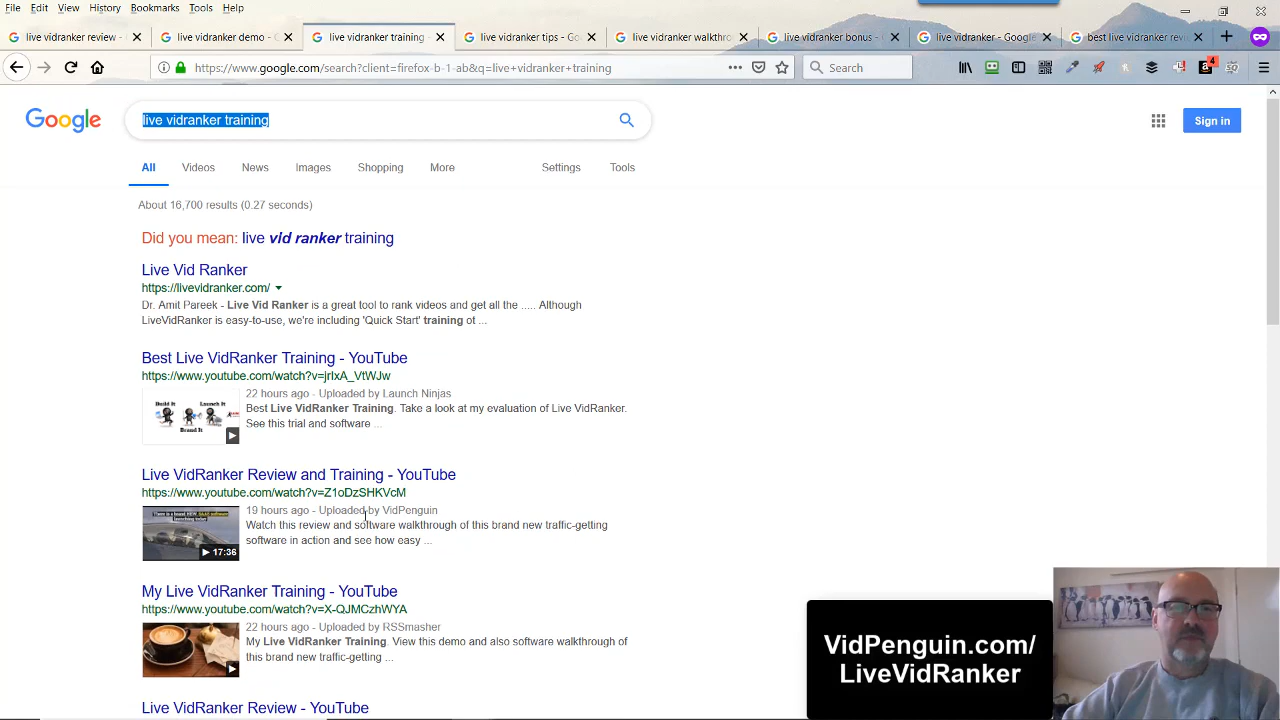 File Edit View History Bookmarks Tools Help
live vidranker review -
live vidranker demo - G
live vidranker training -
live vidranker tips - Go
live vidranker walkthro
live vidranker bonus -
live vidranker - Google
best live vidranker revie
https://www.google.com/search?client=firefox-b-1-ab&q=live+vidranker+training
Search
4
Google
live vidranker training
Sign in
All Videos News Images Shopping More Settings Tools
About 16,700 results (0.27 seconds)
Did you mean: live vid ranker training
Live Vid Ranker
https://livevidranker.com/
Dr. Amit Pareek - Live Vid Ranker is a great tool to rank videos and get all the ..... Although
LiveVidRanker is easy-to-use, we're including 'Quick Start' training ot ...
Best Live VidRanker Training - YouTube
https://www.youtube.com/watch?v=jrIxA_VtWJw
22 hours ago - Uploaded by Launch Ninjas
Build It
Launch It
Brand It
Best Live VidRanker Training. Take a look at my evaluation of Live VidRanker.
See this trial and software ...
Live VidRanker Review and Training - YouTube
https://www.youtube.com/watch?v=Z1oDzSHKVcM
19 hours ago - Uploaded by VidPenguin
Watch this review and software walkthrough of this brand new traffic-getting
software in action and see how easy ...
17:36
My Live VidRanker Training - YouTube
https://www.youtube.com/watch?v=X-QJMCzhWYA
22 hours ago - Uploaded by RSSmasher
My Live VidRanker Training. View this demo and also software walkthrough of
this brand new traffic-getting ...
Live VidRanker Review - YouTube
VidPenguin.com/
LiveVidRanker